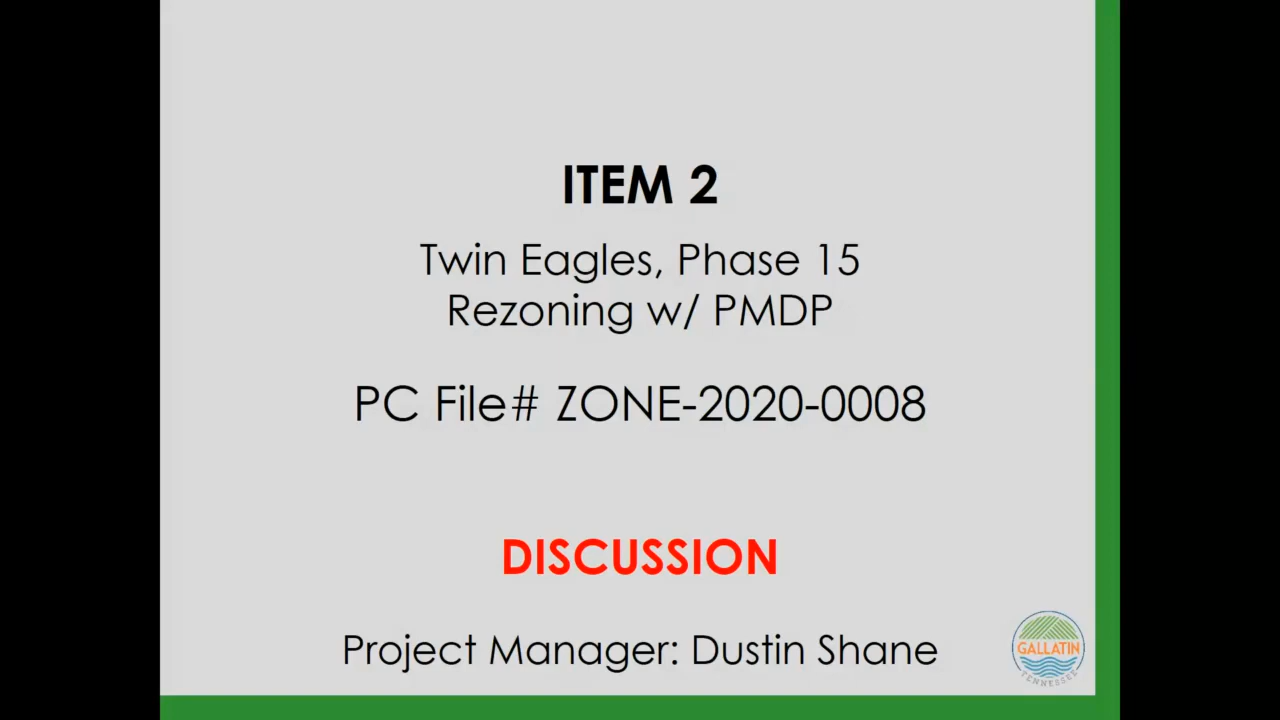 ITEM 2
Twin Eagles, Phase 15
Rezoning w/ PMDP
PC File# ZONE-2020-0008
DISCUSSION
Project Manager: Dustin Shane
GALLATIN
TENNESSEE